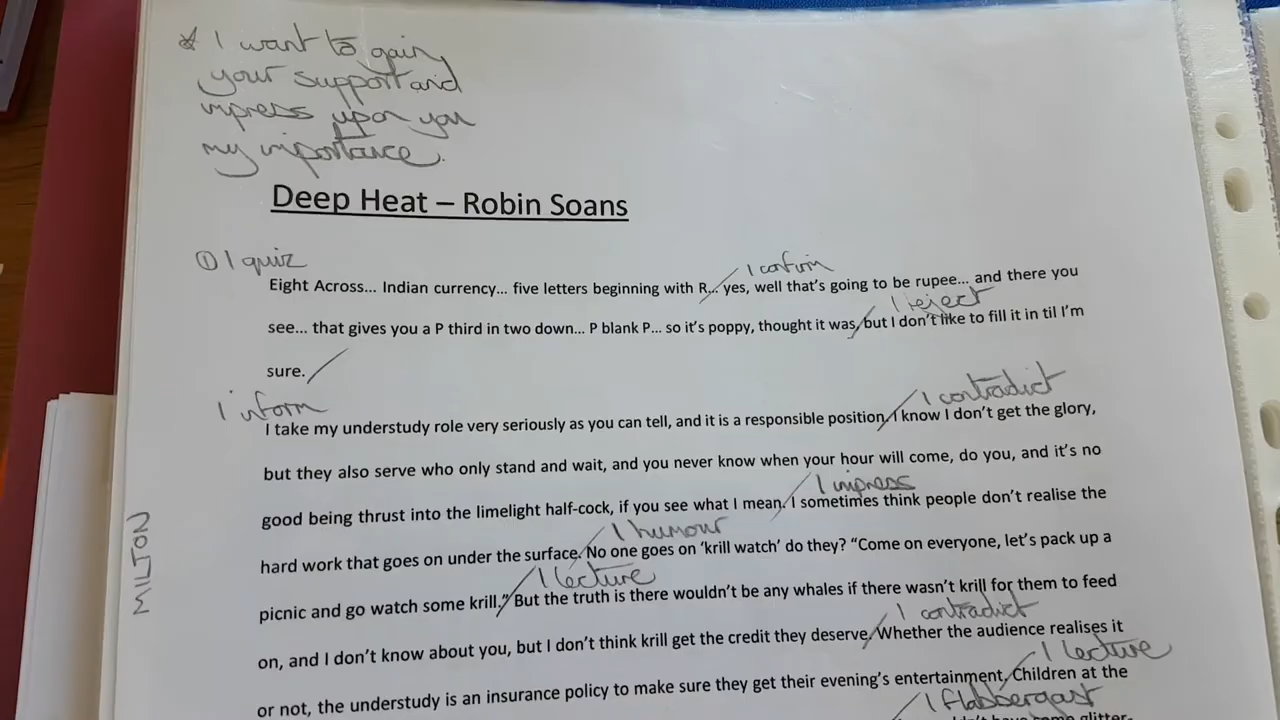 * I want to gain
your support and
impress upon you
my importance.
Deep Heat – Robin Soans
① I quiz
I confirm
Eight Across... Indian currency... five letters beginning with R... yes, well that's going to be rupee... and there you
I reject
see... that gives you a P third in two down... P blank P... so it's poppy, thought it was, but I don't like to fill it in til I'm
sure.
I inform
I contradict
I take my understudy role very seriously as you can tell, and it is a responsible position. I know I don't get the glory,
but they also serve who only stand and wait, and you never know when your hour will come, do you, and it's no
I impress
good being thrust into the limelight half-cock, if you see what I mean. I sometimes think people don't realise the
I humour
hard work that goes on under the surface. No one goes on 'krill watch' do they? "Come on everyone, let's pack up a
I lecture
picnic and go watch some krill." But the truth is there wouldn't be any whales if there wasn't krill for them to feed
I contradict
on, and I don't know about you, but I don't think krill get the credit they deserve. Whether the audience realises it
I lecture
or not, the understudy is an insurance policy to make sure they get their evening's entertainment. Children at the
I flabbergast
have some glitter-
MILTON